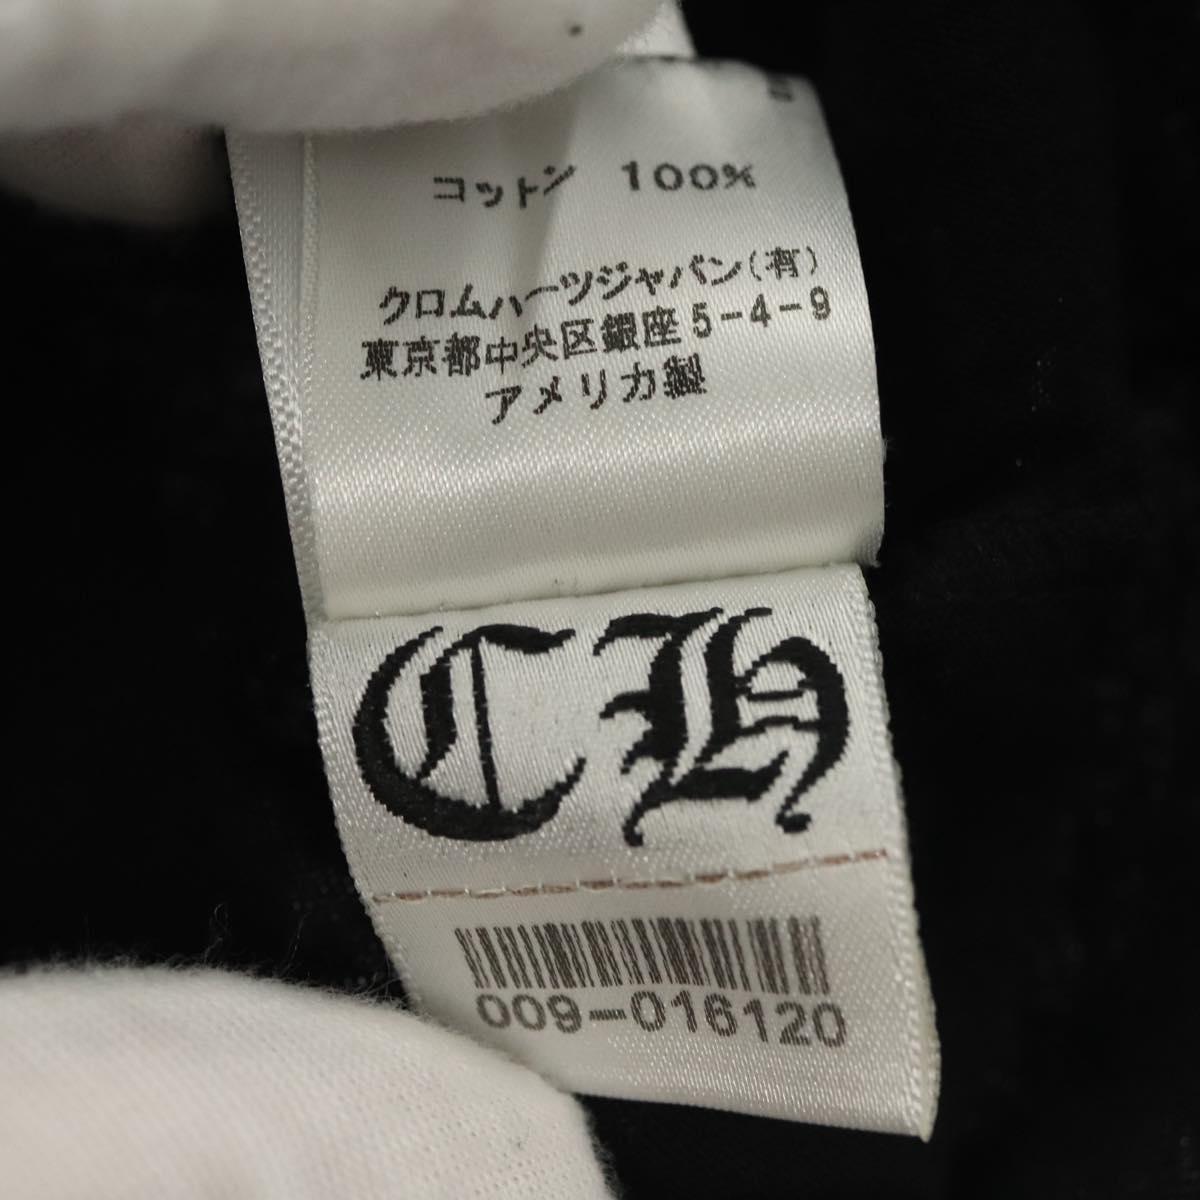 コットン 100%
クロムハーツジャパン(有)
東京都中央区銀座5-4-9
アメリカ製
CH
009-016120